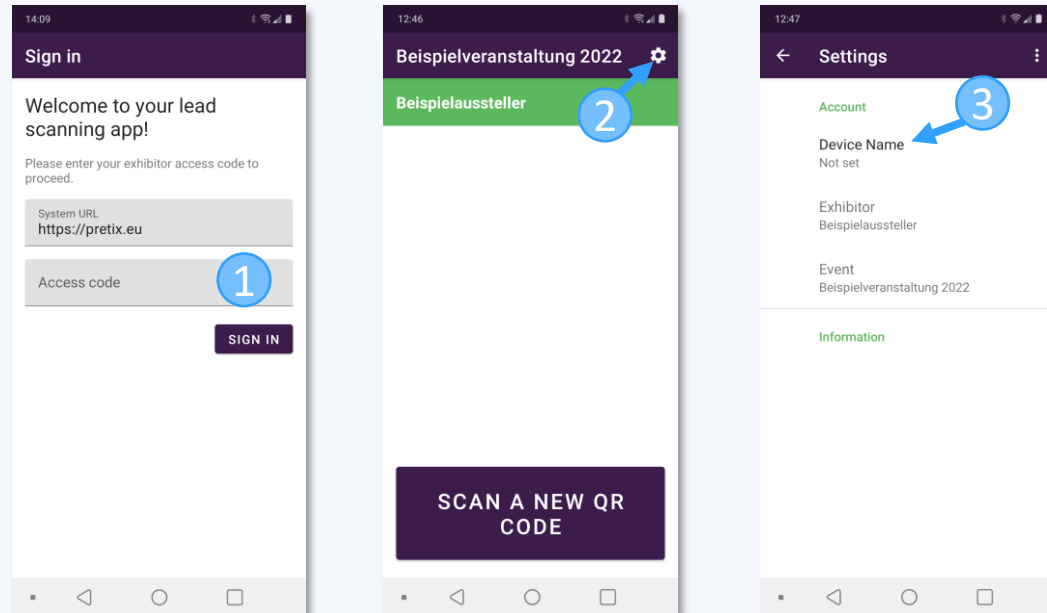 14:09
Sign in
Welcome to your lead
scanning app!
Please enter your exhibitor access code to
proceed.
System URL
https://pretix.eu
Access code
1
SIGN IN
12:46
Beispielveranstaltung 2022
Beispielaussteller
2
SCAN A NEW QR
CODE
12:47
Settings
Account
3
Device Name
Not set
Exhibitor
Beispielaussteller
Event
Beispielveranstaltung 2022
Information